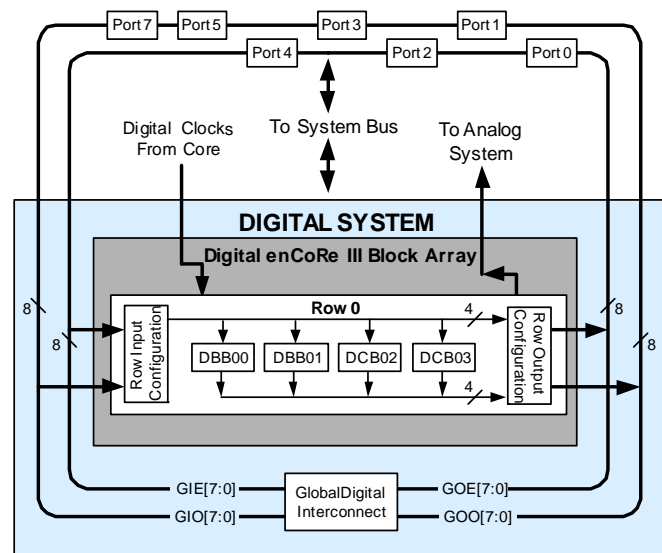 Port 7
Port 5
Port 3
Port 1
Port 4
Port 2
Port 0
Digital Clocks
From Core
To System Bus
To Analog
System
DIGITAL SYSTEM
Digital enCoRe III Block Array
Row 0
Row Input
Configuration
4
DBB00
DBB01
DCB02
DCB03
4
Row Output
Configuration
8
8
8
8
GIE[7:0]
GIO[7:0]
GlobalDigital
Interconnect
GOE[7:0]
GOO[7:0]